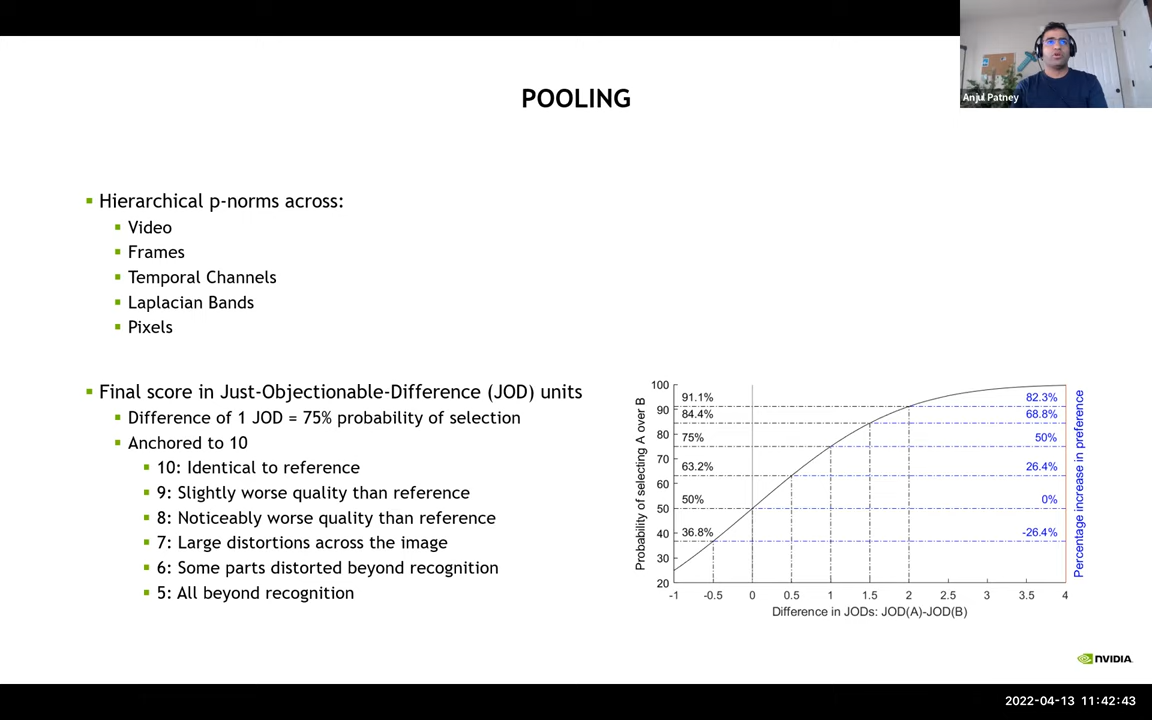 Anjul Patney
POOLING
▪ Hierarchical p-norms across:
▪ Video
▪ Frames
▪ Temporal Channels
▪ Laplacian Bands
▪ Pixels
▪ Final score in Just-Objectionable-Difference (JOD) units
▪ Difference of 1 JOD = 75% probability of selection
▪ Anchored to 10
▪ 10: Identical to reference
▪ 9: Slightly worse quality than reference
▪ 8: Noticeably worse quality than reference
▪ 7: Large distortions across the image
▪ 6: Some parts distorted beyond recognition
▪ 5: All beyond recognition
Probability of selecting A over B
100
90
80
70
60
50
40
30
20
91.1%
84.4%
75%
63.2%
50%
36.8%
82.3%
68.8%
50%
26.4%
0%
-26.4%
Percentage increase in preference
-1 -0.5 0 0.5 1 1.5 2 2.5 3 3.5 4
Difference in JODs: JOD(A)-JOD(B)
NVIDIA.
2022-04-13 11:42:43